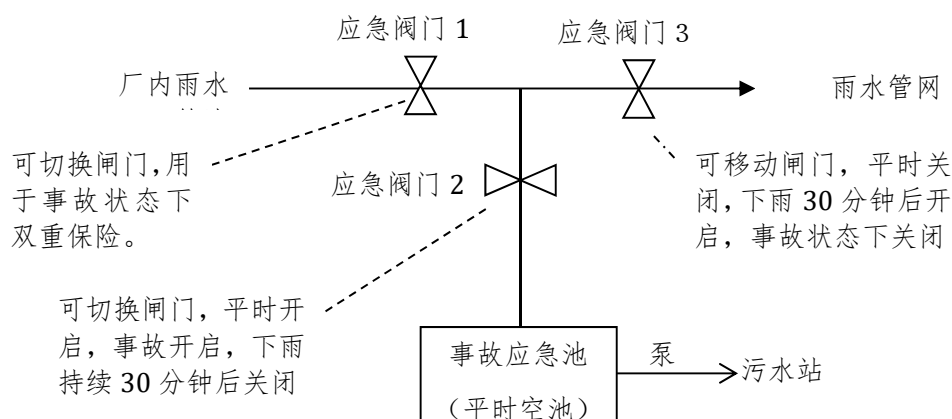 应急阀门 1
应急阀门 3
厂内雨水
雨水管网
可切换闸门，用
于事故状态下
双重保险。
应急阀门 2
可移动闸门，平时关
闭，下雨 30 分钟后开
启，事故状态下关闭
可切换闸门，平时开
启，事故开启，下雨
持续 30 分钟后关闭
事故应急池
（平时空池）
泵
污水站